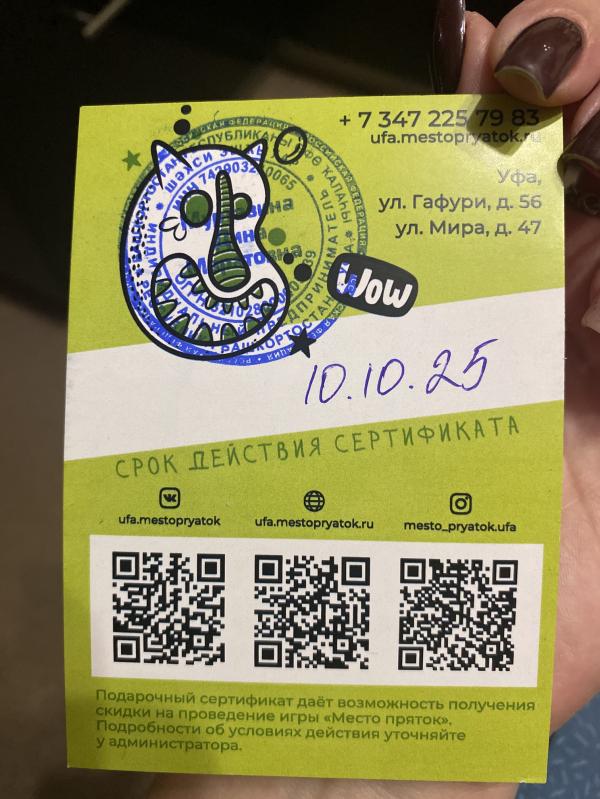 + 7 347 225 79 83
ufa.mestopryatok.ru
Уфа,
ул. Гафури, д. 56
ул. Мира, д. 47
Wow
10.10.25
СРОК ДЕЙСТВИЯ СЕРТИФИКАТА
ufa.mestopryatok
ufa.mestopryatok.ru
mesto_pryatok.ufa
Подарочный сертификат даёт возможность получения
скидки на проведение игры «Место пряток».
Подробности об условиях действия уточняйте
у администратора.